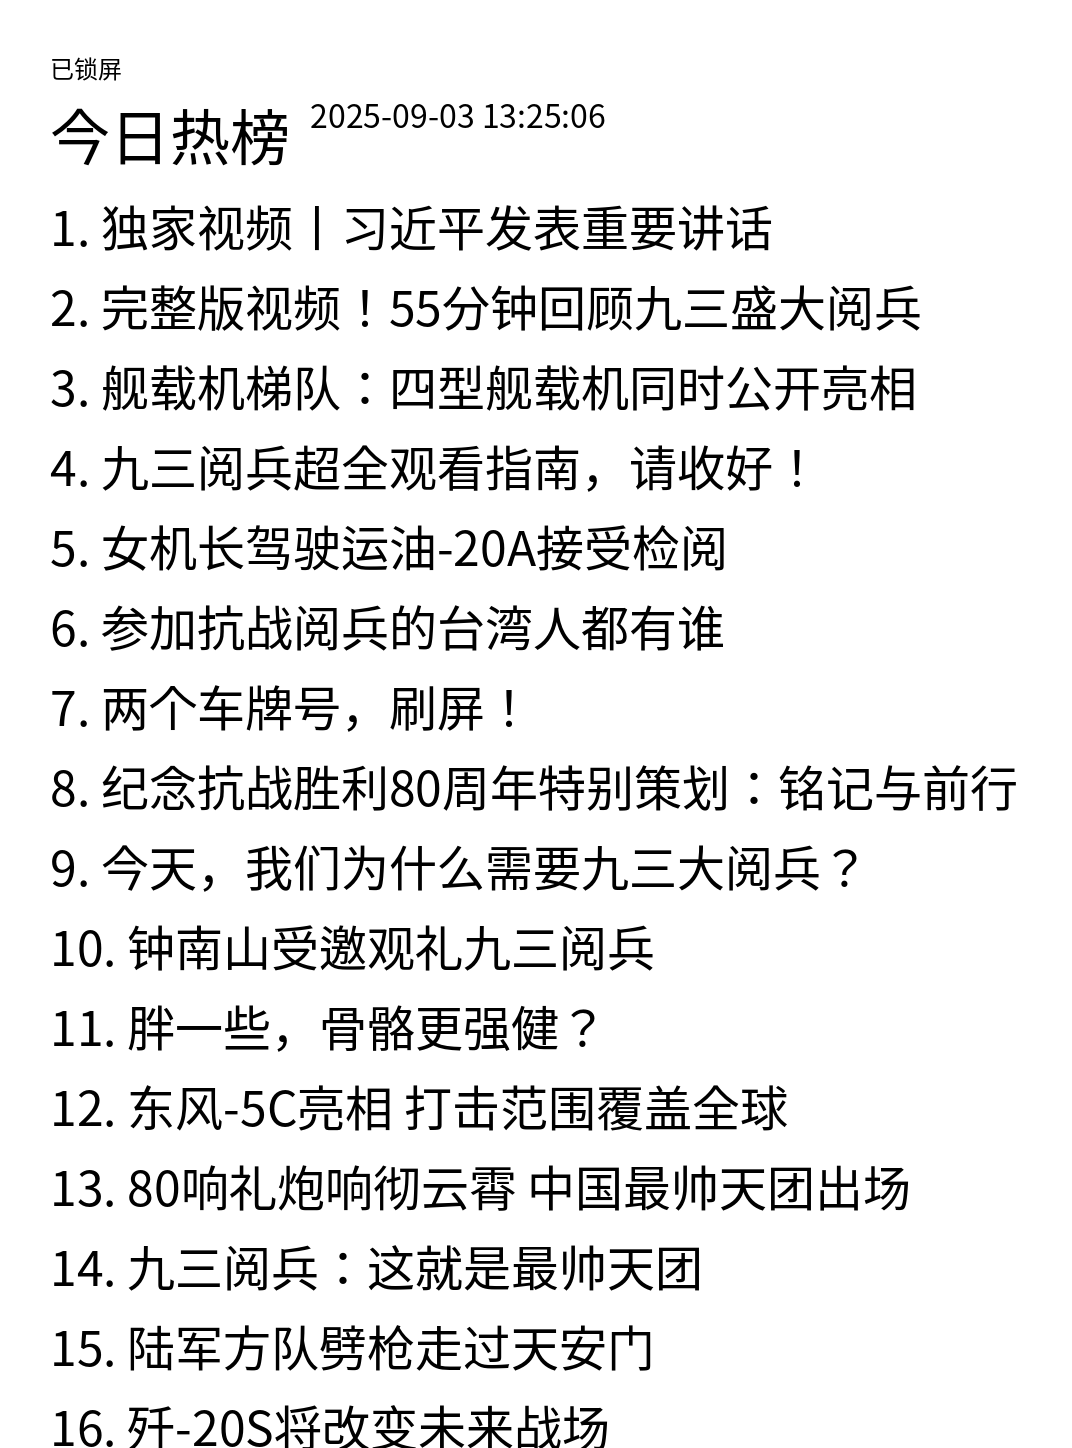 已锁屏
今日热榜 2025-09-03 13:25:06
1. 独家视频丨习近平发表重要讲话
2. 完整版视频！55分钟回顾九三盛大阅兵
3. 舰载机梯队：四型舰载机同时公开亮相
4. 九三阅兵超全观看指南，请收好！
5. 女机长驾驶运油-20A接受检阅
6. 参加抗战阅兵的台湾人都有谁
7. 两个车牌号，刷屏！
8. 纪念抗战胜利80周年特别策划：铭记与前行
9. 今天，我们为什么需要九三大阅兵？
10. 钟南山受邀观礼九三阅兵
11. 胖一些，骨骼更强健？
12. 东风-5C亮相 打击范围覆盖全球
13. 80响礼炮响彻云霄 中国最帅天团出场
14. 九三阅兵：这就是最帅天团
15. 陆军方队劈枪走过天安门
16. 歼-20S将改变未来战场